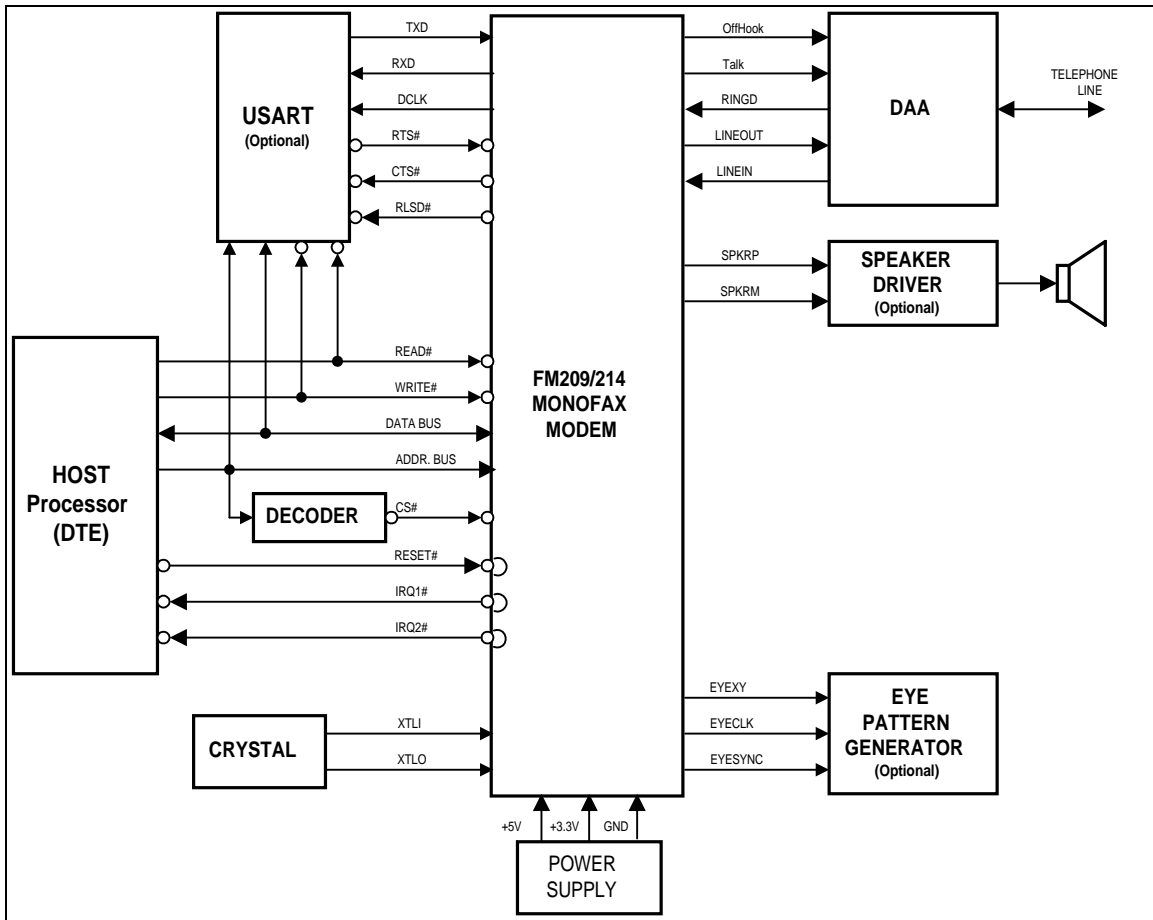 TXD
RXD
DCLK
RTS#
CTS#
RLSD#
USART
(Optional)
OffHook
Talk
RINGD
LINEOUT
LINEIN
DAA
TELEPHONE
LINE
SPKRP
SPKRM
SPEAKER
DRIVER
(Optional)
HOST
Processor
(DTE)
READ#
WRITE#
DATA BUS
ADDR. BUS
DECODER
CS#
RESET#
IRQ1#
IRQ2#
FM209/214
MONOFAX
MODEM
CRYSTAL
XTLI
XTLO
EYEXY
EYECLK
EYESYNC
EYE
PATTERN
GENERATOR
(Optional)
+5V
+3.3V
GND
POWER
SUPPLY